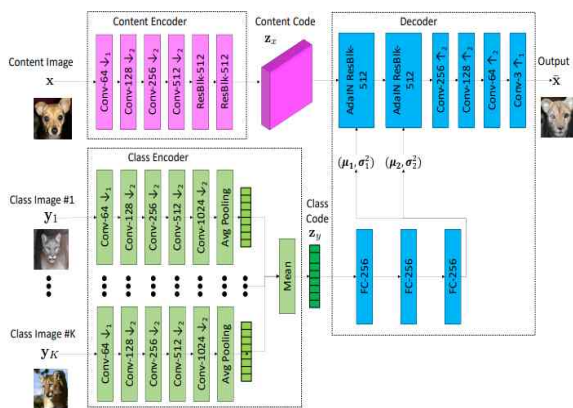 Content Encoder
Content Code
Decoder
Content Image
x
Conv-64 ↓1
Conv-128 ↓2
Conv-256 ↓2
Conv-512 ↓2
ResBlk-512
ResBlk-512
z_x
AdaIN ResBlk-
512
AdaIN ResBlk-
512
Conv-256 ↑2
Conv-128 ↑2
Conv-64 ↑2
Conv-3 ↑1
Output
x̄
(μ1, σ1²)
(μ2, σ2²)
Class Encoder
Class Image #1
y1
Conv-64 ↓1
Conv-128 ↓2
Conv-256 ↓2
Conv-512 ↓2
Conv-1024 ↓2
Avg Pooling
Mean
Class
Code
z_y
FC-256
FC-256
FC-256
Class Image #K
y_K
Conv-64 ↓1
Conv-128 ↓2
Conv-256 ↓2
Conv-512 ↓2
Conv-1024 ↓2
Avg Pooling